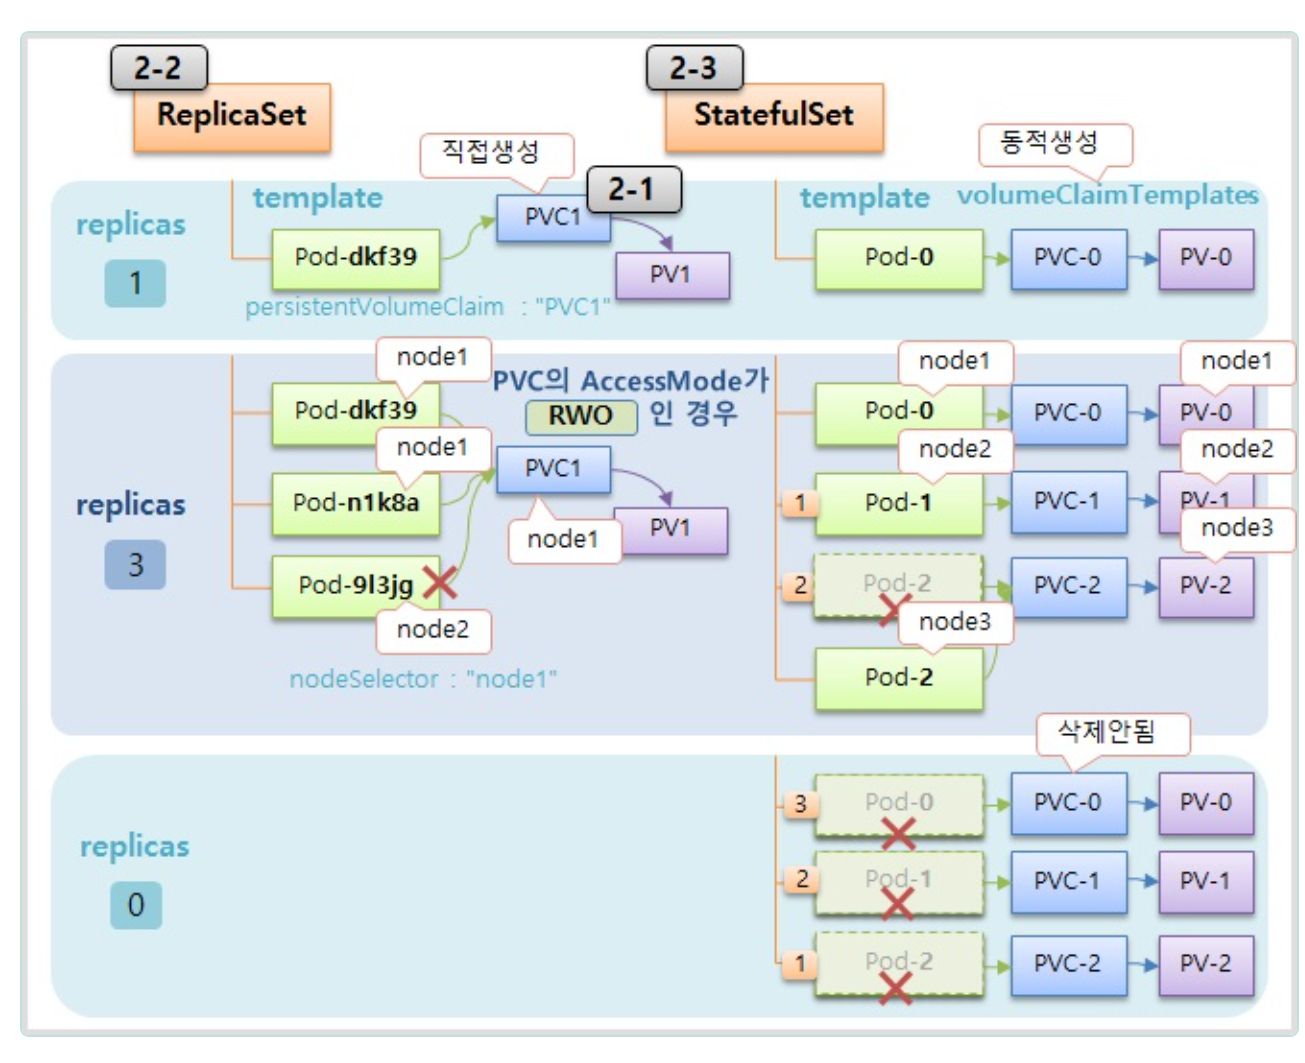 2-2
ReplicaSet
2-3
StatefulSet
직접생성
동적생성
replicas
1
template
Pod-dkf39
persistentVolumeClaim : "PVC1"
PVC1
2-1
PV1
template
volumeClaimTemplates
Pod-0
PVC-0
PV-0
replicas
3
node1
Pod-dkf39
node1
Pod-n1k8a
Pod-9l3jg
node2
nodeSelector : "node1"
PVC의 AccessMode가
RWO 인 경우
PVC1
node1
PV1
node1
node1
Pod-0
PVC-0
PV-0
node2
node2
1
Pod-1
PVC-1
PV-1
node3
2
Pod-2
PVC-2
PV-2
node3
Pod-2
삭제안됨
replicas
0
3
Pod-0
PVC-0
PV-0
2
Pod-1
PVC-1
PV-1
1
Pod-2
PVC-2
PV-2